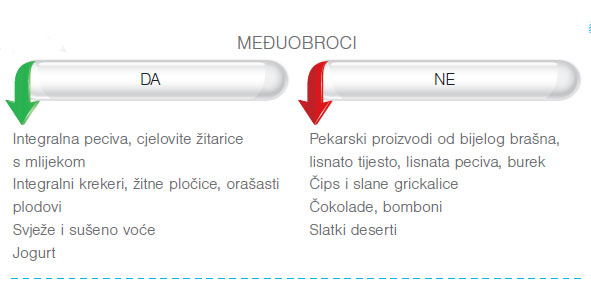 MEĐUOBROCI
DA
Integralna peciva, cjelovite žitarice
s mlijekom
Integralni krekeri, žitne pločice, orašasti
plodovi
Svježe i sušeno voće
Jogurt
NE
Pekarski proizvodi od bijelog brašna,
lisnato tijesto, lisnata peciva, burek
Čips i slane grickalice
Čokolade, bomboni
Slatki deserti